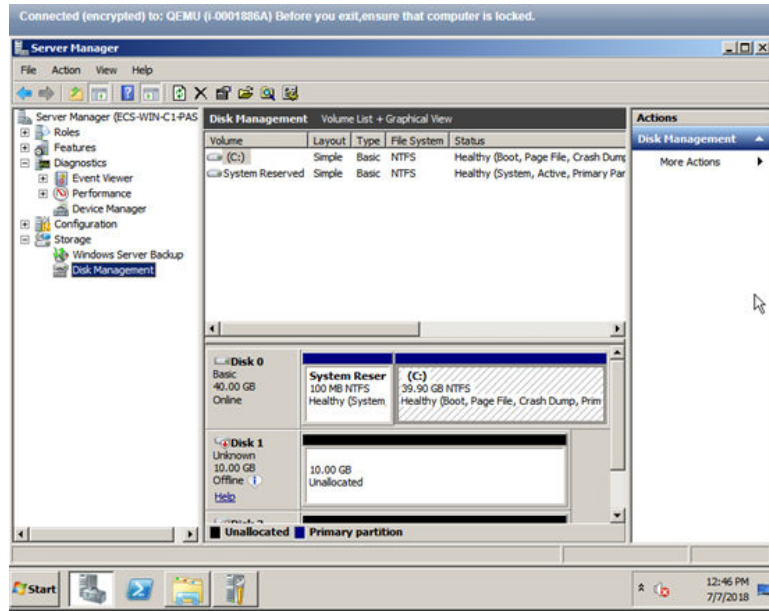 Connected (encrypted) to: QEMU (i-0001886A) Before you exit,ensure that computer is locked.
Server Manager
File Action View Help
Server Manager (ECS-WIN-C1-PAS
Roles
Features
Diagnostics
Event Viewer
Performance
Device Manager
Configuration
Storage
Windows Server Backup
Disk Management
Disk Management Volume List + Graphical View
Volume Layout Type File System Status
(C:) Simple Basic NTFS Healthy (Boot, Page File, Crash Dump
System Reserved Simple Basic NTFS Healthy (System, Active, Primary Par
Disk 0
Basic
40.00 GB
Online
System Reser
100 MB NTFS
Healthy (System,
(C:)
39.90 GB NTFS
Healthy (Boot, Page File, Crash Dump, Prim
Disk 1
Unknown
10.00 GB
Offline
Help
10.00 GB
Unallocated
Unallocated Primary partition
Actions
Disk Management
More Actions
Start
12:46 PM
7/7/2018